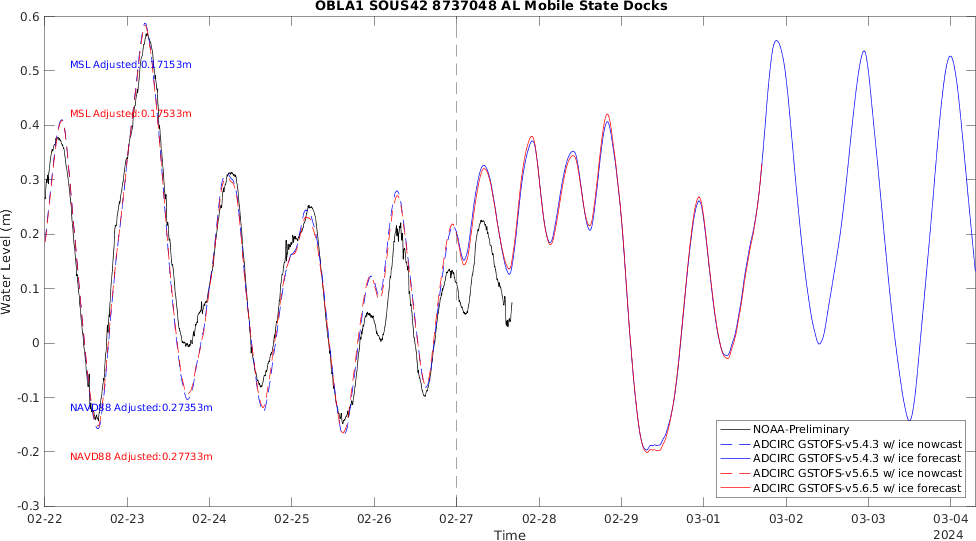 OBLA1 SOUS42 8737048 AL Mobile State Docks
0.6
0.5
0.4
0.3
0.2
0.1
0
-0.1
-0.2
-0.3
Water Level (m)
MSL Adjusted:0.17153m
MSL Adjusted:0.17533m
NAVD88 Adjusted:0.27353m
NAVD88 Adjusted:0.27733m
NOAA-Preliminary
ADCIRC GSTOFS-v5.4.3 w/ ice nowcast
ADCIRC GSTOFS-v5.4.3 w/ ice forecast
ADCIRC GSTOFS-v5.6.5 w/ ice nowcast
ADCIRC GSTOFS-v5.6.5 w/ ice forecast
02-22 02-23 02-24 02-25 02-26 02-27 02-28 02-29 03-01 03-02 03-03 03-04
2024
Time